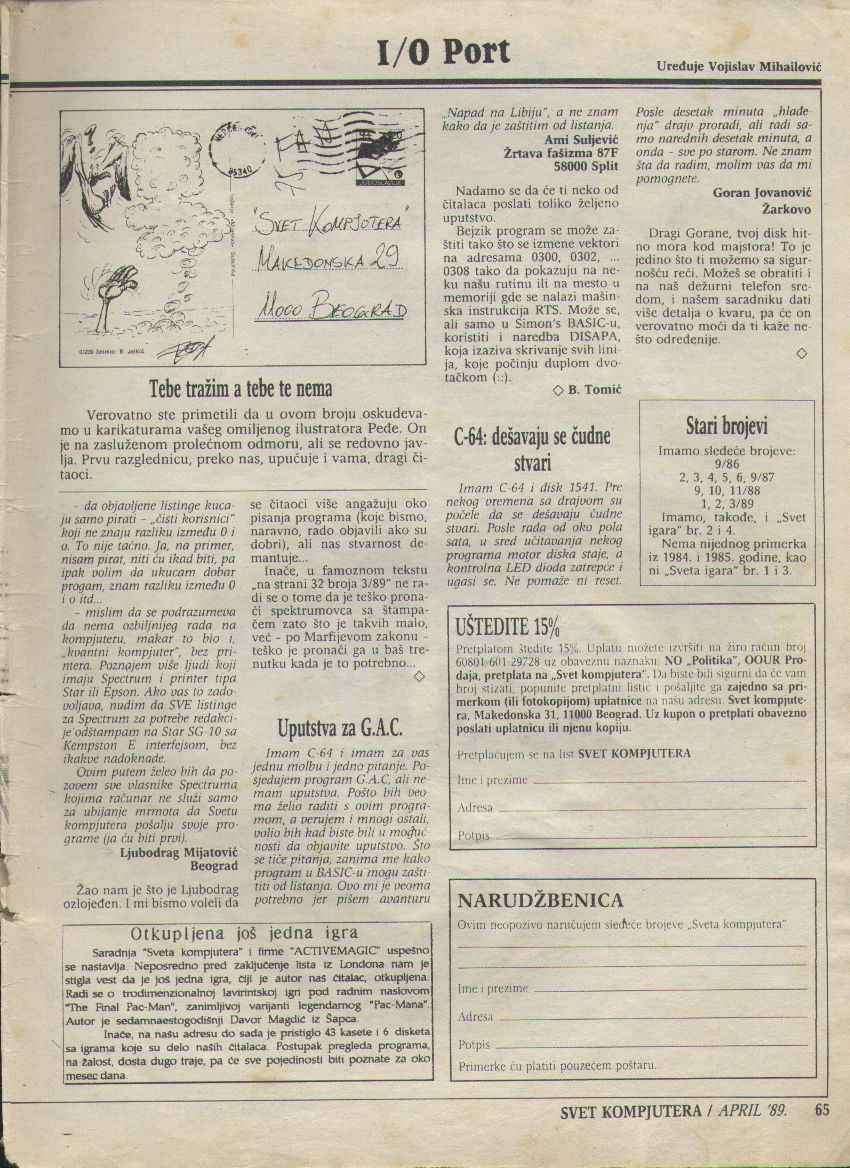 I/O Port
Uređuje Vojislav Mihailović
45340
JUGOSLAVIJA
"SVET KOMPJUTERA"
MAKEDONSKA 29
11000 BEOGRAD
01239 Snimio: B. Jelkić
Tebe tražim a tebe te nema
Verovatno ste primetili da u ovom broju oskudeva-
mo u karikaturama vašeg omiljenog ilustratora Peđe. On
je na zasluženom prolećnom odmoru, ali se redovno jav-
lja. Prvu razglednicu, preko nas, upućuje i vama, dragi či-
taoci.
- da objavljene listinge kuca-
ju samo pirati – „čisti korisnici"
koji ne znaju razliku između 0 i
o. To nije tačno. Ja, na primer,
nisam pirat, niti ću ikad biti, pa
ipak volim da ukucam dobar
progam, znam razliku između 0
i o itd...
- mislim da se podrazumeva
da nema ozbiljnijeg rada na
kompjuteru, makar to bio i,
„kvantni kompjuter", bez pri-
ntera. Poznajem više ljudi koji
imaju Spectrum i printer tipa
Star ili Epson. Ako vas to zado-
voljava, nudim da SVE listinge
za Spectrum za potrebe redakci-
je odštampam na Star SG-10 sa
Kempston E interfejsom, bez
ikakve nadoknade.
Ovim putem želeo bih da po-
zovem sve vlasnike Spectruma
kojima računar ne služi samo
za ubijanje mrmota da Svetu
kompjutera pošalju svoje pro-
grame (ja ću biti prvi).
Ljubodrag Mijatović
Beograd
Žao nam je što je Ljubodrag
ozlojeđen. I mi bismo voleli da
se čitaoci više angažuju oko
pisanja programa (koje bismo,
naravno, rado objavili ako su
dobri), ali nas stvarnost de-
mantuje...
Inače, u famoznom tekstu
„na strani 32 broja 3/89" ne ra-
di se o tome da je teško prona-
ći spektrumovca sa štampa-
čem zato što je takvih malo,
već – po Marfijevom zakonu –
teško je pronaći ga u baš tre-
nutku kada je to potrebno...
◇
Uputstva za G.A.C.
Imam C-64 i imam za vas
jednu molbu i jedno pitanje. Po-
sjedujem program G.A.C, ali ne-
mam uputstva. Pošto bih veo-
ma želio raditi s ovim progra-
mom, a verujem i mnogi ostali,
volio bih kad biste bili u moguć-
nosti da objavite uputstvo. Što
se tiče pitanja, zanima me kako
program u BASIC-u mogu zašti-
titi od listanja. Ovo mi je veoma
potrebno jer pišem avanturu
„Napad na Libiju", a ne znam
kako da je zaštitim od listanja.
Ami Suljević
Žrtava fašizma 87F
58000 Split
Nadamo se da će ti neko od
čitalaca poslati toliko željeno
uputstvo.
Bejzik program se može za-
štiti tako što se izmene vektori
na adresama 0300, 0302, ...
0308 tako da pokazuju na ne-
ku našu rutinu ili na mesto u
memoriji gde se nalazi mašin-
ska instrukcija RTS. Može se,
ali samo u Simon's BASIC-u,
koristiti i naredba DISAPA,
koja izaziva skrivanje svih lini-
ja, koje počinju duplom dvo-
tačkom (::).
◇ B. Tomić
C-64: dešavaju se čudne
stvari
Imam C-64 i disk 1541. Pre
nekog vremena sa drajvom su
počele da se dešavaju čudne
stvari. Posle rada od oko pola
sata, u sred učitavanja nekog
programa motor diska staje, a
kontrolna LED dioda zatrepće i
ugasi se. Ne pomaže ni reset.
Posle desetak minuta „hlađe-
nja" drajv proradi, ali radi sa-
mo narednih desetak minuta, a
onda – sve po starom. Ne znam
šta da radim, molim vas da mi
pomognete.
Goran Jovanović
Žarkovo
Dragi Gorane, tvoj disk hit-
no mora kod majstora! To je
jedino što ti možemo sa sigur-
nošću reći. Možeš se obratiti i
na naš dežurni telefon sre-
dom, i našem saradniku dati
više detalja o kvaru, pa će on
verovatno moći da ti kaže ne-
što određenije.
◇
Stari brojevi
Imamo sledeće brojeve:
9/86
2, 3, 4, 5, 6, 9/87
9, 10, 11/88
1, 2, 3/89
Imamo, takođe, i „Svet
igara" br. 2 i 4.
Nema nijednog primerka
iz 1984. i 1985. godine, kao
ni „Sveta igara" br. 1 i 3.
UŠTEDITE 15%
Pretplatom štedite 15%. Uplatu možete izvršiti na žiro račun broj
60801-601-29728 uz obaveznu naznaku: NO „Politika", OOUR Pro-
daja, pretplata na „Svet kompjutera". Da biste bili sigurni da će vam
broj stizati, popunite pretplatni listić i pošaljite ga zajedno sa pri-
merkom (ili fotokopijom) uplatnice na našu adresu. Svet kompjute-
ra, Makedonska 31, 11000 Beograd. Uz kupon o pretplati obavezno
poslati uplatnicu ili njenu kopiju.
Pretplaćujem se na list SVET KOMPJUTERA
Ime i prezime
Adresa
Potpis
NARUDŽBENICA
Ovim neopozivo naručujem sledeće brojeve „Sveta kompjutera"
Ime i prezime
Adresa
Potpis
Primerke ću platiti pouzećem poštaru.
Otkupljena još jedna igra
Saradnja "Sveta kompjutera" i firme "ACTIVEMAGIC" uspešno
se nastavlja. Neposredno pred zaključenje lista iz Londona nam je
stigla vest da je još jedna igra, čiji je autor naš čitalac, otkupljena.
Radi se o trodimenzionalnoj lavirintskoj igri pod radnim naslovom
"The Final Pac-Man", zanimljivoj varijanti legendarnog "Pac-Mana".
Autor je sedamnaestogodišnji Davor Magdić iz Šapca.
Inače, na našu adresu do sada je pristiglo 43 kasete i 6 disketa
sa igrama koje su delo naših čitalaca. Postupak pregleda programa,
na žalost, dosta dugo traje, pa će sve pojedinosti biti poznate za oko
mesec dana.
SVET KOMPJUTERA / APRIL '89. 65